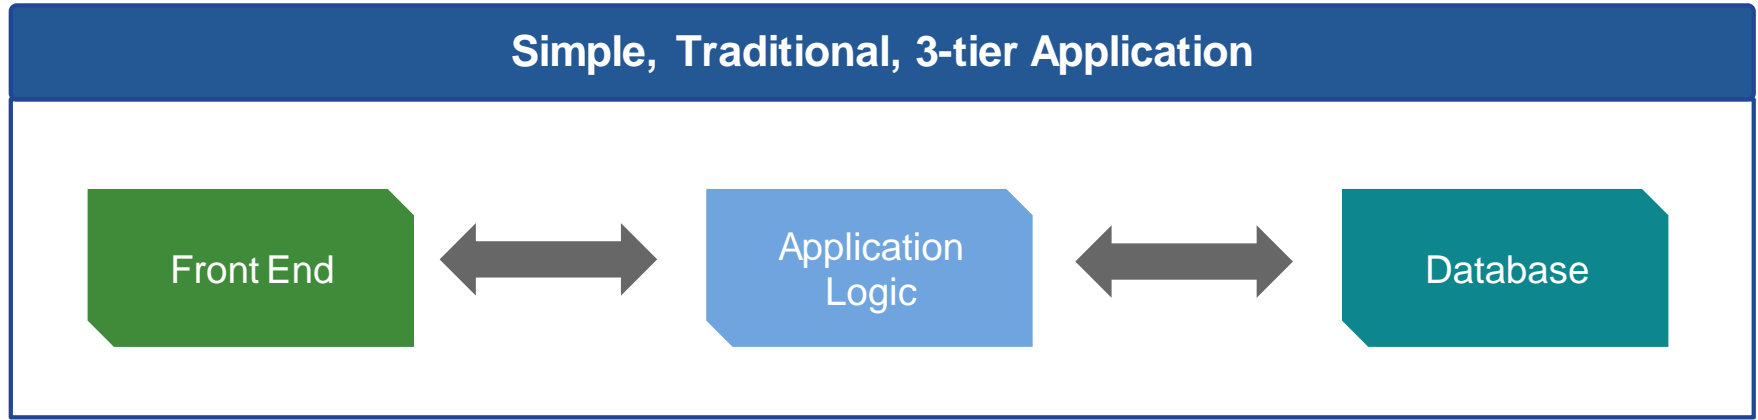 Simple, Traditional, 3-tier Application
Front End
Application
Logic
Database